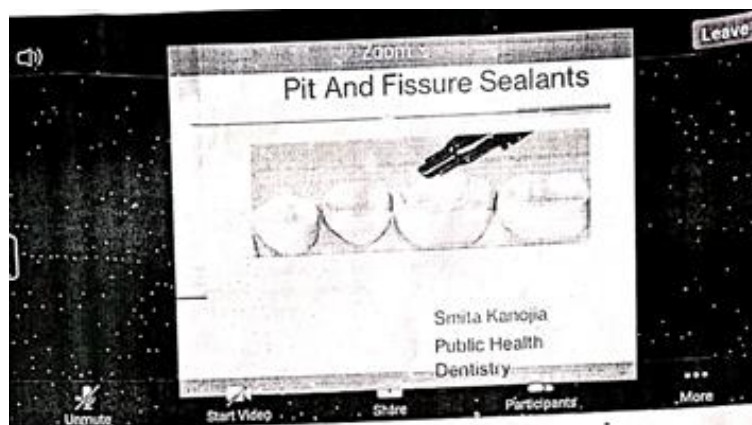 Zoom
Leave
Pit And Fissure Sealants
Smita Kanojia
Public Health
Dentistry
Unmute
Start Video
Share
Participants
More